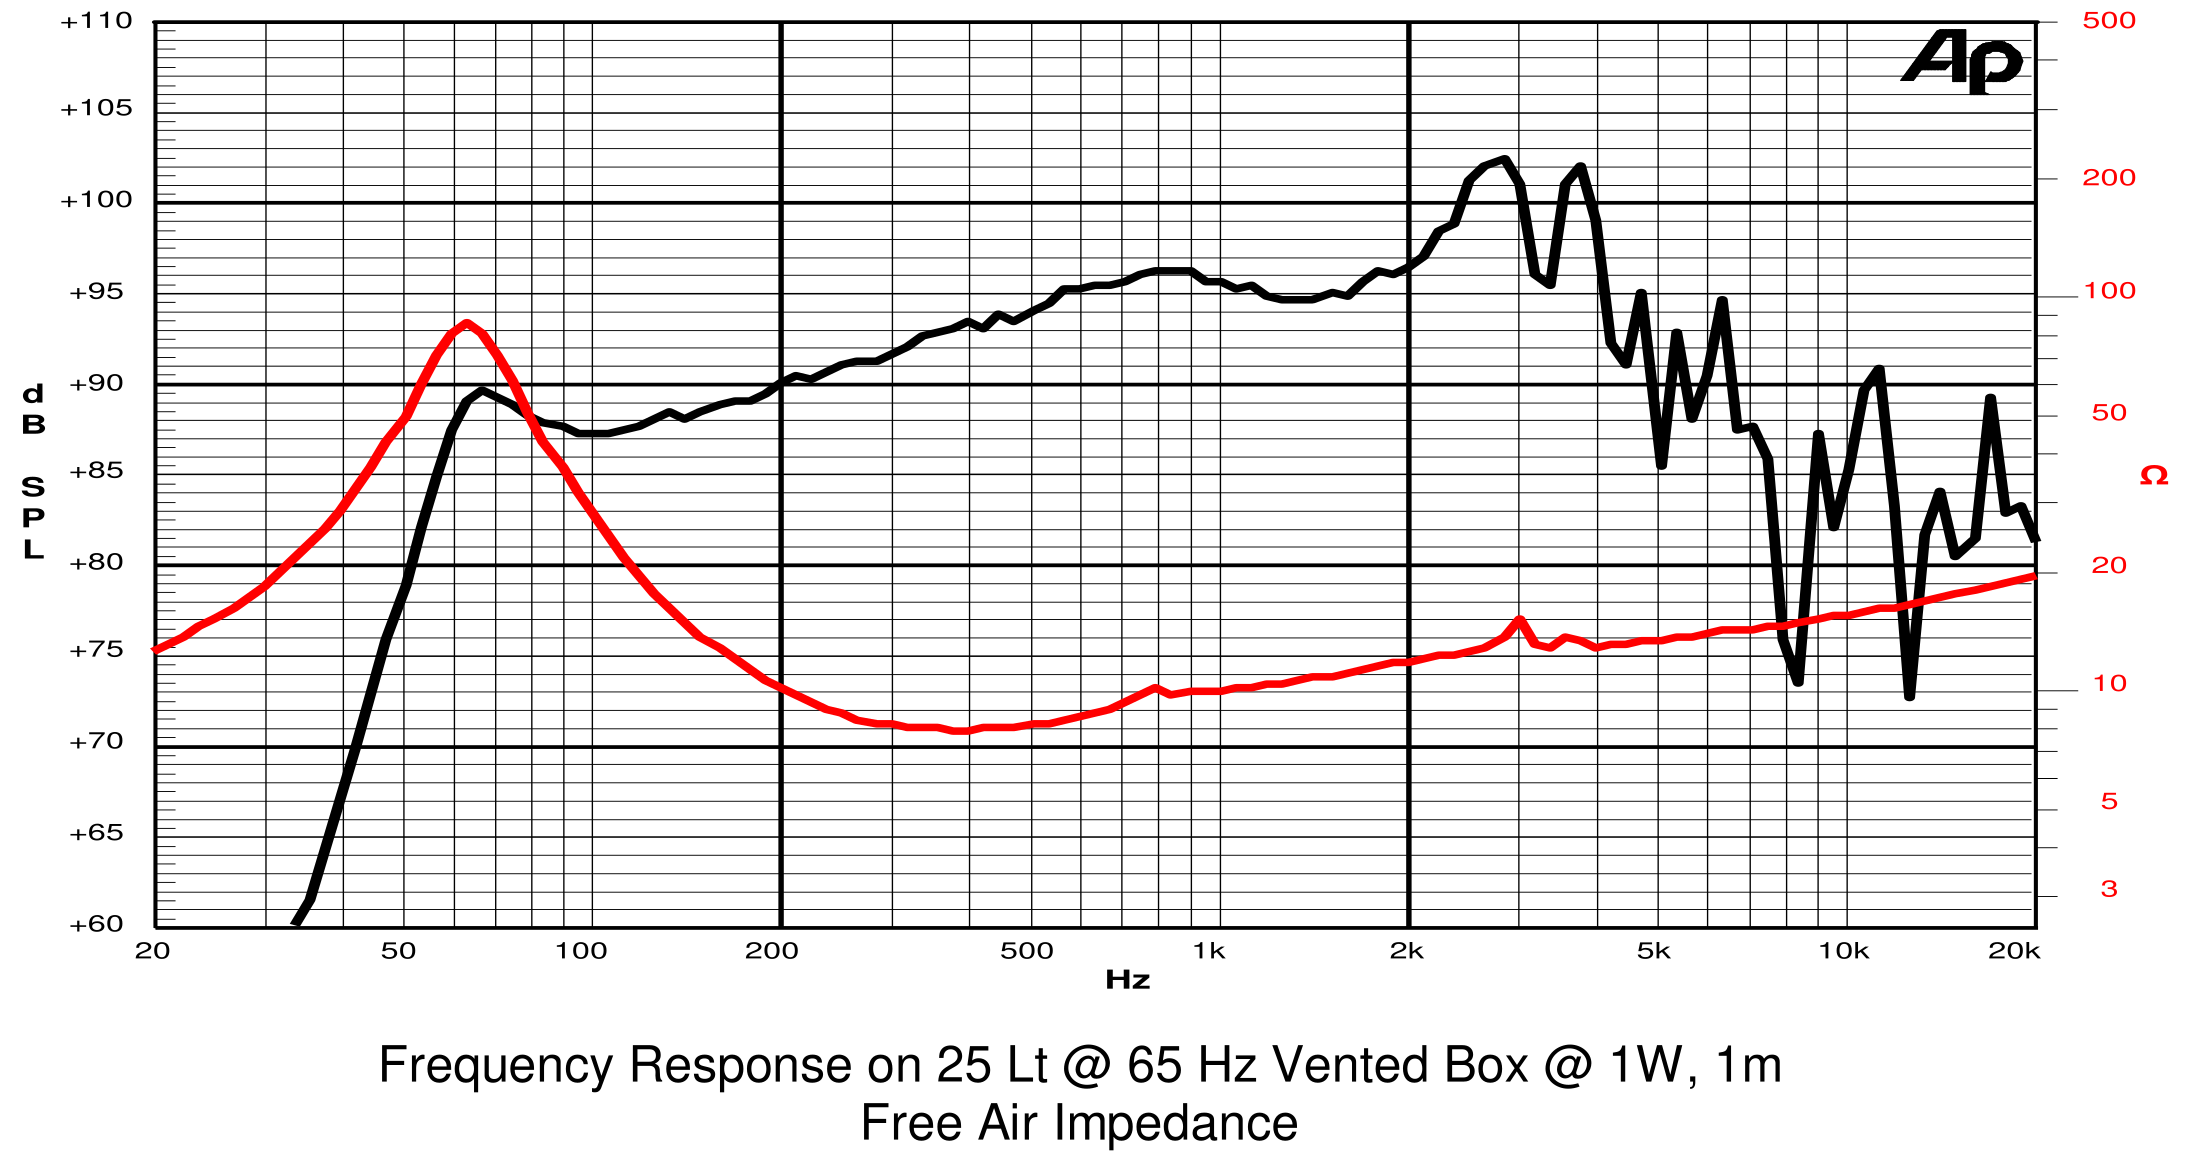 +110
+105
+100
+95
+90
+85
+80
+75
+70
+65
+60
d
B
S
P
L
Ap
500
200
100
50
Ω
20
10
5
3
20 50 100 200 500 1k 2k 5k 10k 20k
Hz
Frequency Response on 25 Lt @ 65 Hz Vented Box @ 1W, 1m
Free Air Impedance